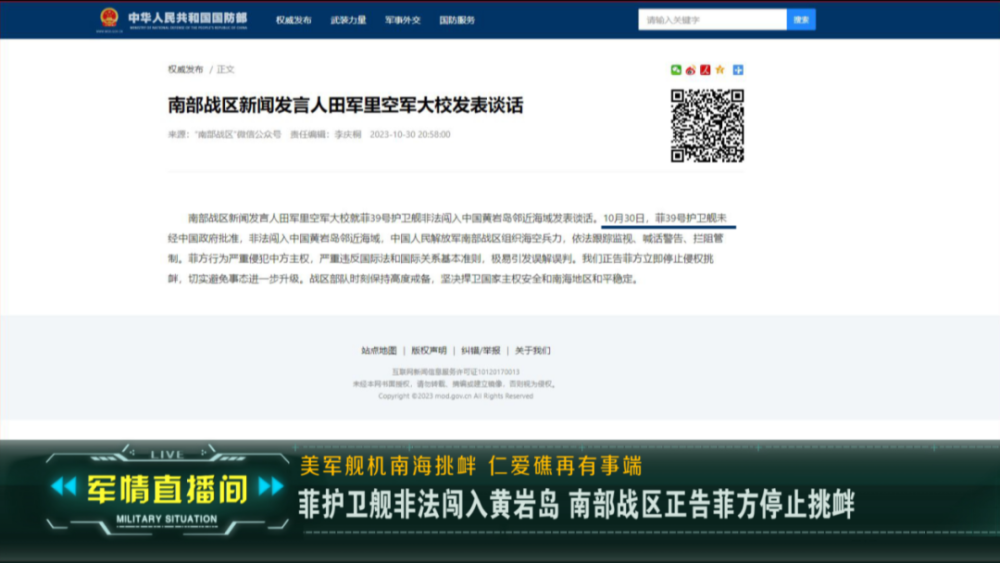 中华人民共和国国防部
MINISTRY OF NATIONAL DEFENSE OF THE PEOPLE'S REPUBLIC OF CHINA
权威发布 武装力量 军事外交 国防服务
请输入关键字 搜索
权威发布 / 正文
南部战区新闻发言人田军里空军大校发表谈话
来源：“南部战区”微信公众号 责任编辑：李庆桐 2023-10-30 20:58:00
南部战区新闻发言人田军里空军大校就菲39号护卫舰非法闯入中国黄岩岛邻近海域发表谈话。10月30日，菲39号护卫舰未
经中国政府批准，非法闯入中国黄岩岛邻近海域，中国人民解放军南部战区组织海空兵力，依法跟踪监视、喊话警告、拦阻管
制。菲方行为严重侵犯中方主权，严重违反国际法和国际关系基本准则，极易引发误解误判。我们正告菲方立即停止侵权挑
衅，切实避免事态进一步升级。战区部队时刻保持高度戒备，坚决捍卫国家主权安全和南海地区和平稳定。
站点地图 | 版权声明 | 纠错/举报 | 关于我们
互联网新闻信息服务许可证10120170013
未经本网书面授权，请勿转载、摘编或建立镜像，否则视为侵权。
Copyright ©2023 mod.gov.cn All Rights Reserved
LIVE
军情直播间
MILITARY SITUATION
美军舰机南海挑衅 仁爱礁再有事端
菲护卫舰非法闯入黄岩岛 南部战区正告菲方停止挑衅